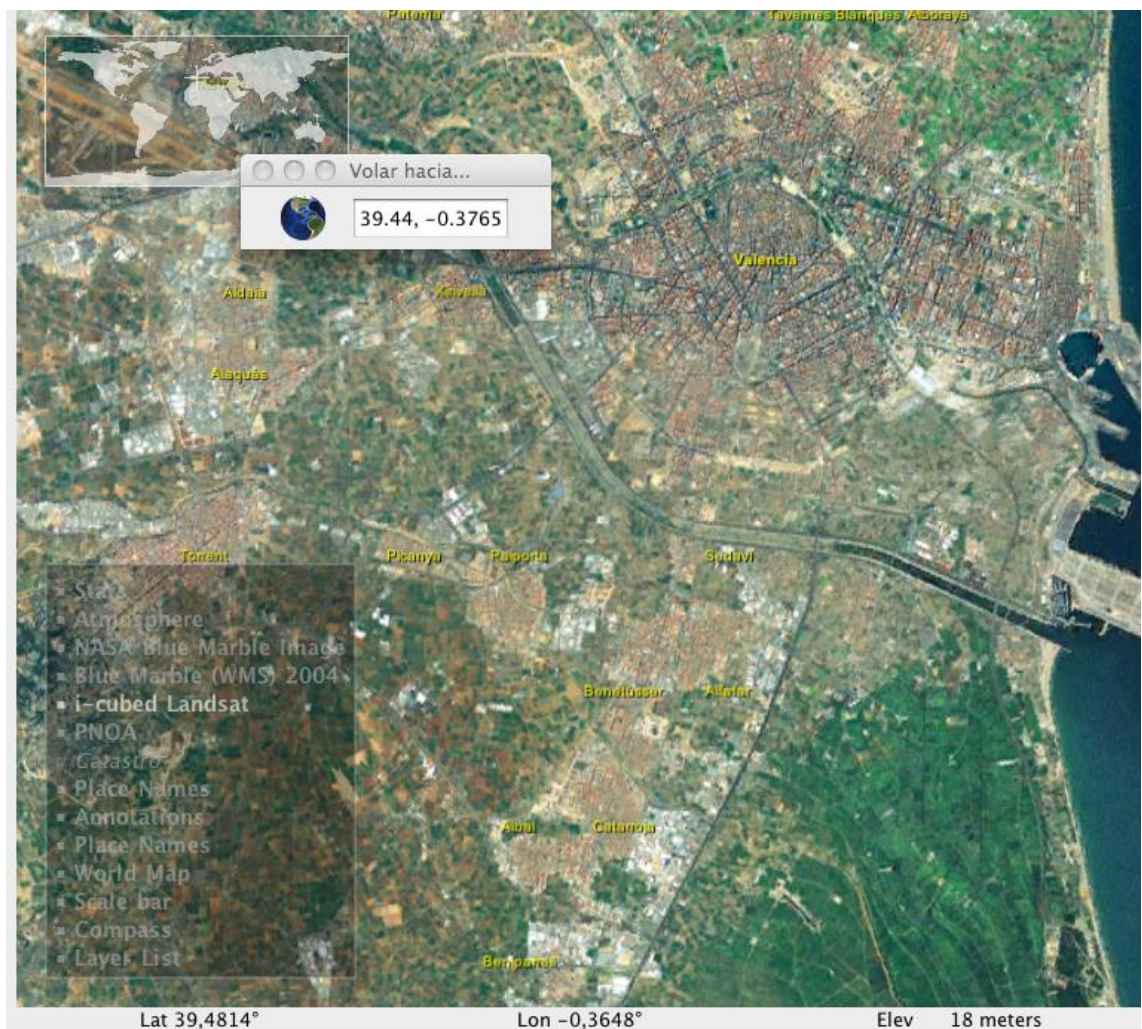 Paterna
Tavernes Blanques Alboraya
Volar hacia...
39.44, -0.3765
Valencia
Aldaia
Xirivella
Alaquàs
Torrent
Picanya
Paiporta
Sedaví
Stars
Atmosphere
NASA Blue Marble Image
Blue Marble (WMS) 2004
i-cubed Landsat
PNOA
Catastro
Place Names
Annotations
Place Names
World Map
Scale bar
Compass
Layer List
Benetússer
Alfafar
Albal
Catarroja
Beniparrell
Lat 39,4814°
Lon -0,3648°
Elev
18 meters